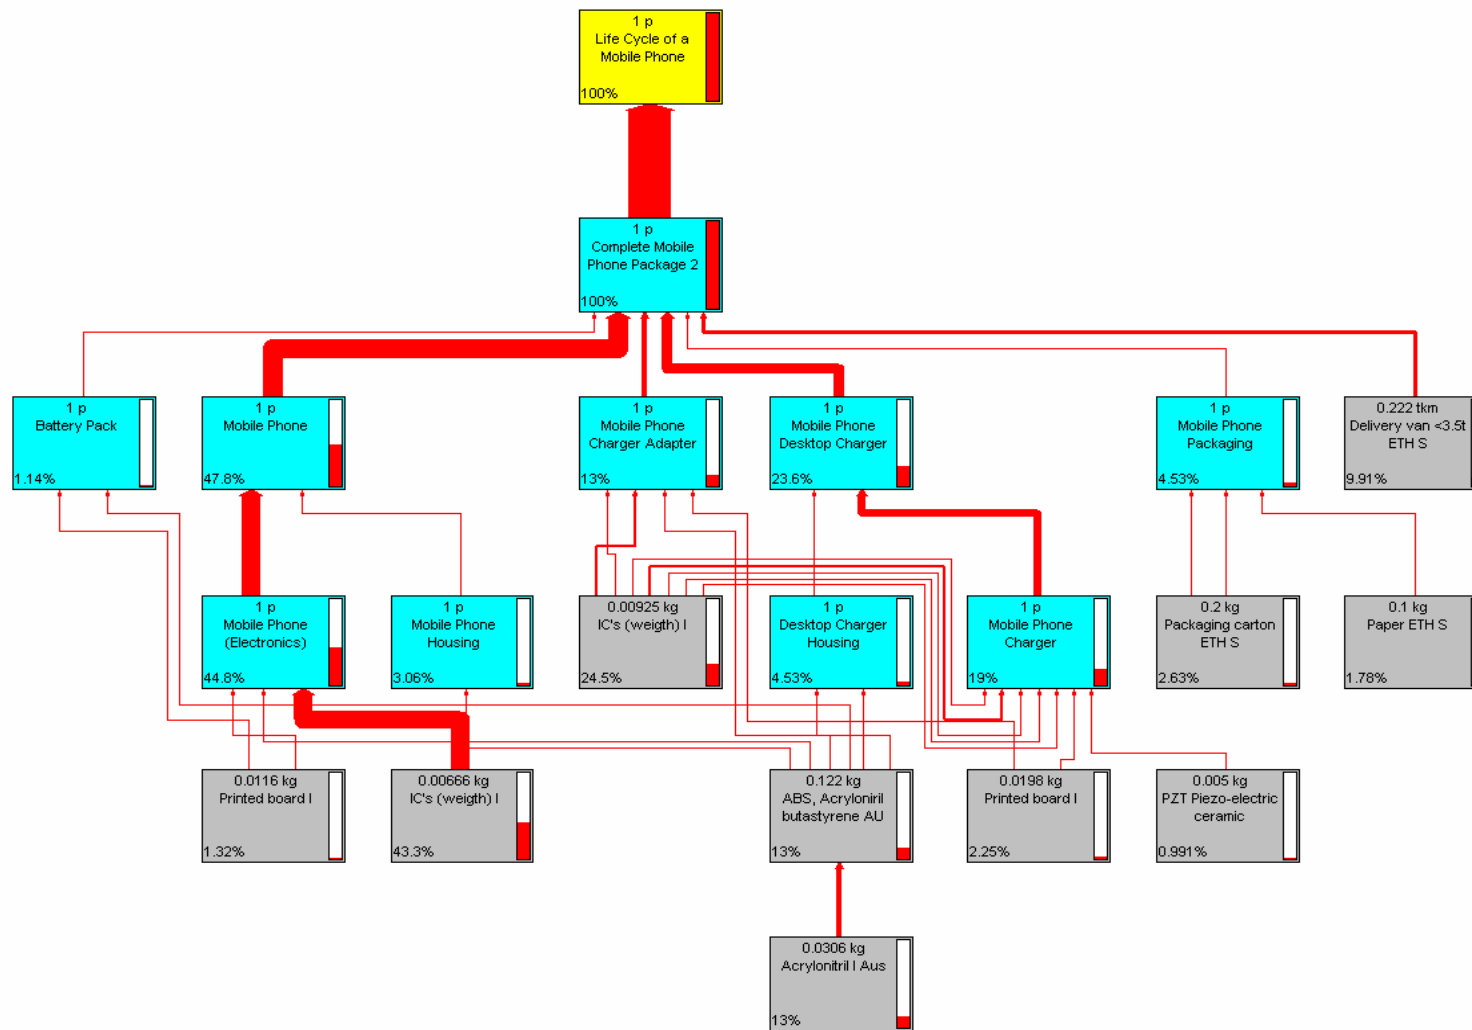 1 p
Life Cycle of a
Mobile Phone
100%
1 p
Complete Mobile
Phone Package 2
100%
1 p
Battery Pack
1.14%
1 p
Mobile Phone
47.8%
1 p
Mobile Phone
Charger Adapter
13%
1 p
Mobile Phone
Desktop Charger
23.6%
1 p
Mobile Phone
Packaging
4.53%
0.222 tkm
Delivery van <3.5t
ETH S
9.91%
1 p
Mobile Phone
(Electronics)
44.8%
1 p
Mobile Phone
Housing
3.06%
0.00925 kg
IC's (weigth) I
24.5%
1 p
Desktop Charger
Housing
4.53%
1 p
Mobile Phone
Charger
19%
0.2 kg
Packaging carton
ETH S
2.63%
0.1 kg
Paper ETH S
1.78%
0.0116 kg
Printed board I
1.32%
0.00666 kg
IC's (weigth) I
43.3%
0.122 kg
ABS, Acryloniril
butastyrene AU
13%
0.0198 kg
Printed board I
2.25%
0.005 kg
PZT Piezo-electric
ceramic
0.991%
0.0306 kg
Acrylonitril I Aus
13%